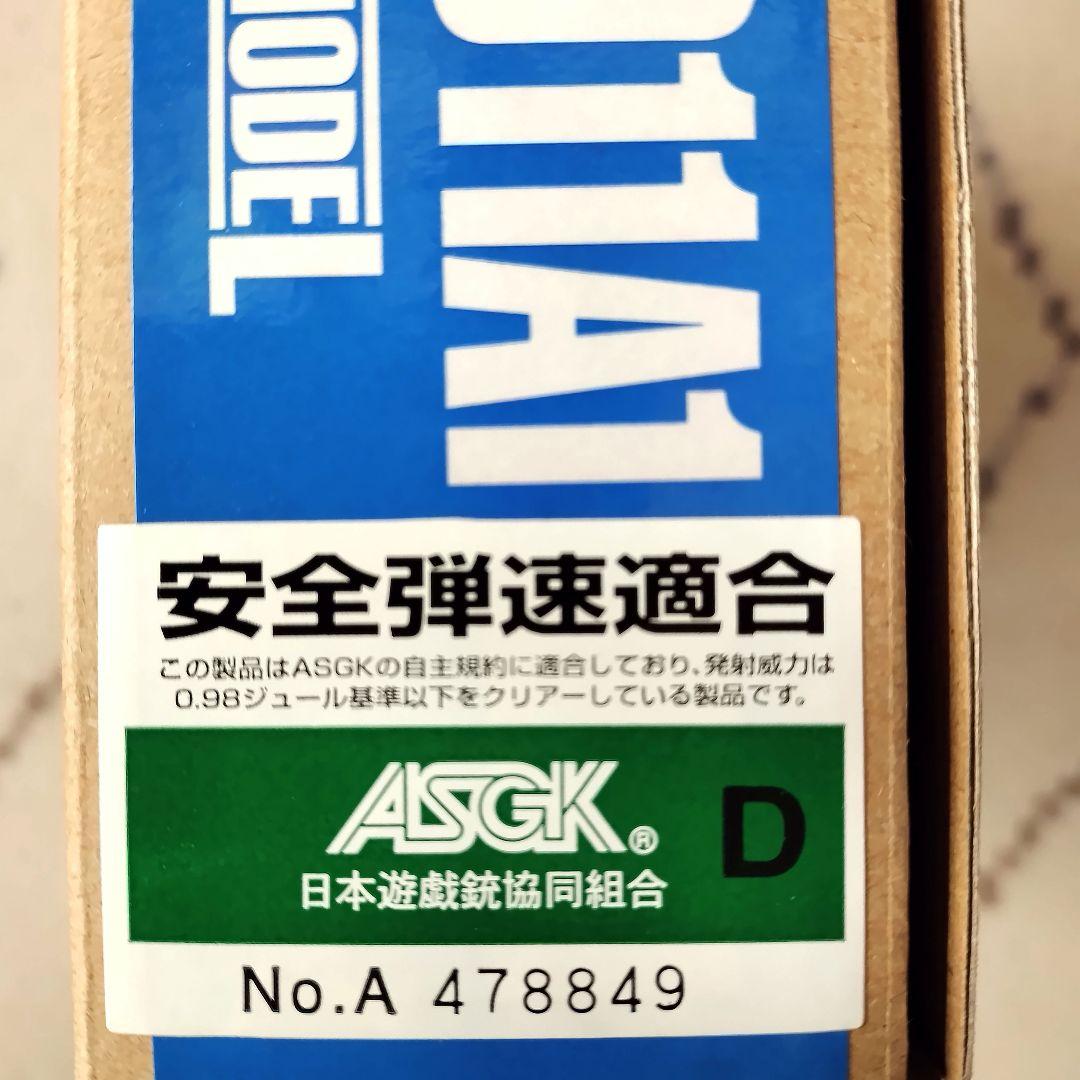 MODEL
911A1
安全弾速適合
この製品はASGKの自主規約に適合しており、発射威力は
0.98ジュール基準以下をクリアーしている製品です。
ASGK®
D
日本遊戯銃協同組合
No.A 478849